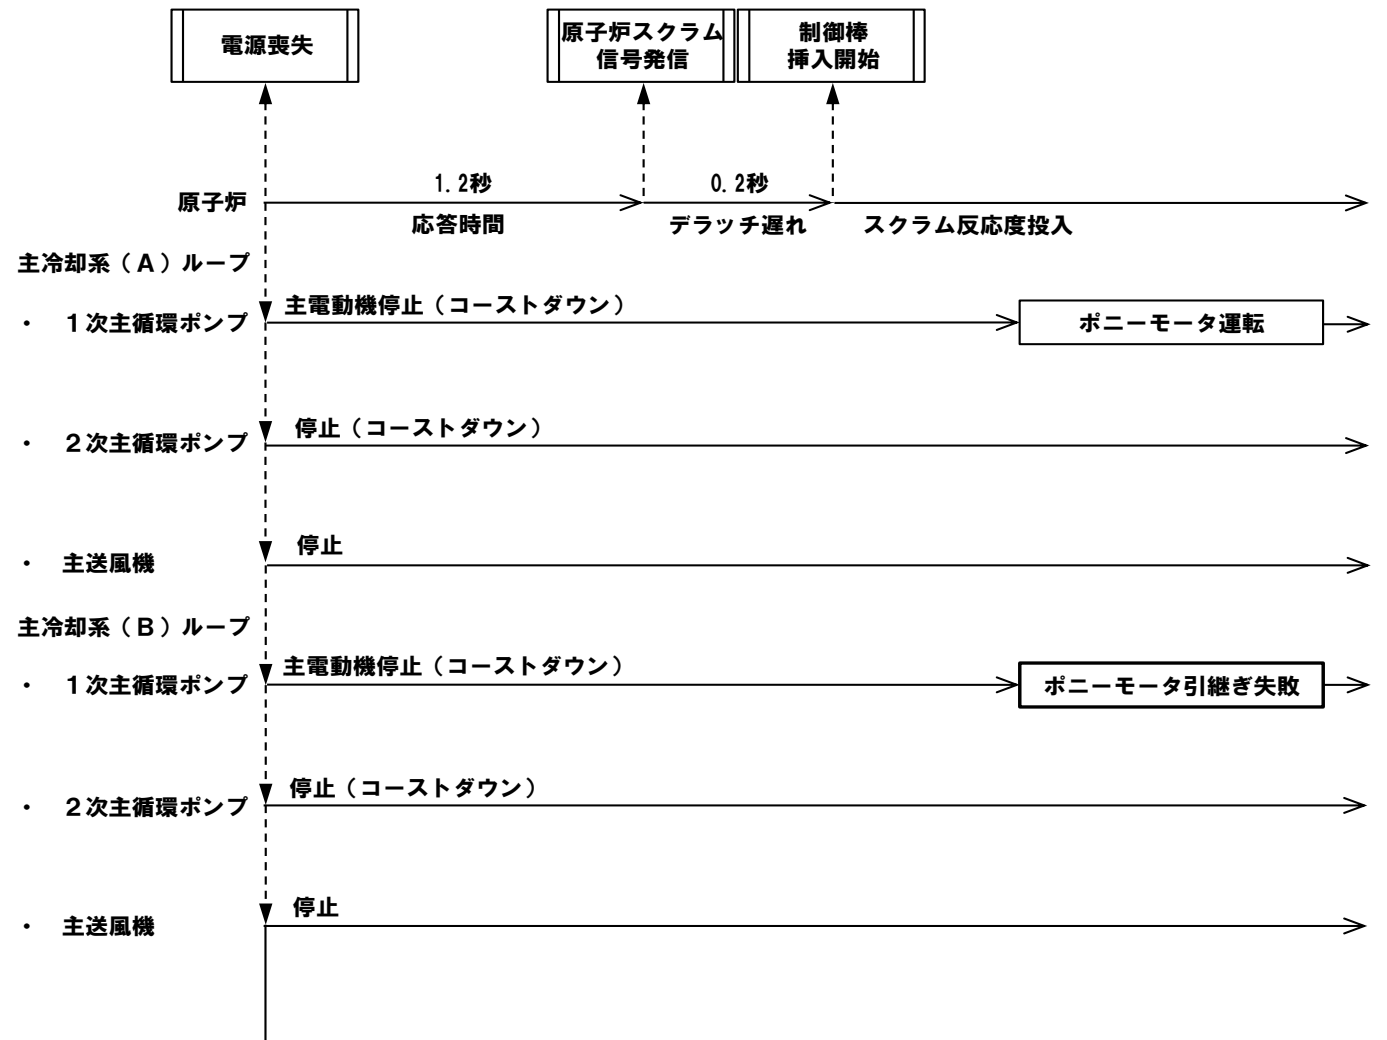 電源喪失
原子炉スクラム
信号発信
制御棒
挿入開始
原子炉
1.2秒
0.2秒
応答時間
デラッチ遅れ
スクラム反応度投入
主冷却系（A）ループ
・ 1次主循環ポンプ
主電動機停止（コーストダウン）
ポニーモータ運転
・ 2次主循環ポンプ
停止（コーストダウン）
・ 主送風機
停止
主冷却系（B）ループ
・ 1次主循環ポンプ
主電動機停止（コーストダウン）
ポニーモータ引継ぎ失敗
・ 2次主循環ポンプ
停止（コーストダウン）
・ 主送風機
停止